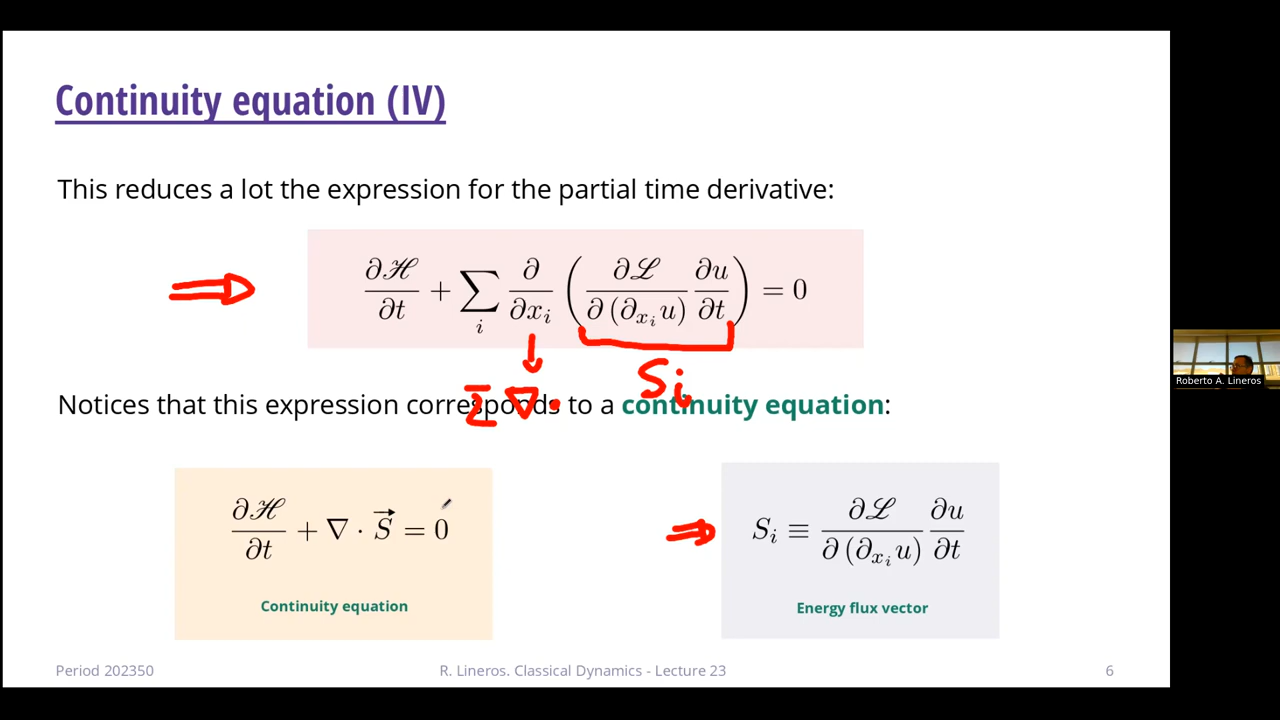 Continuity equation (IV)
This reduces a lot the expression for the partial time derivative:
∂ℋ/∂t + ∑_i ∂/∂x_i (∂ℒ/∂(∂_{x_i}u) ∂u/∂t) = 0
S_i
Σ ∇·
Notices that this expression corresponds to a continuity equation:
∂ℋ/∂t + ∇ · S⃗ = 0
Continuity equation
S_i ≡ ∂ℒ/∂(∂_{x_i}u) ∂u/∂t
Energy flux vector
Period 202350
R. Lineros. Classical Dynamics - Lecture 23
6
Roberto A. Lineros